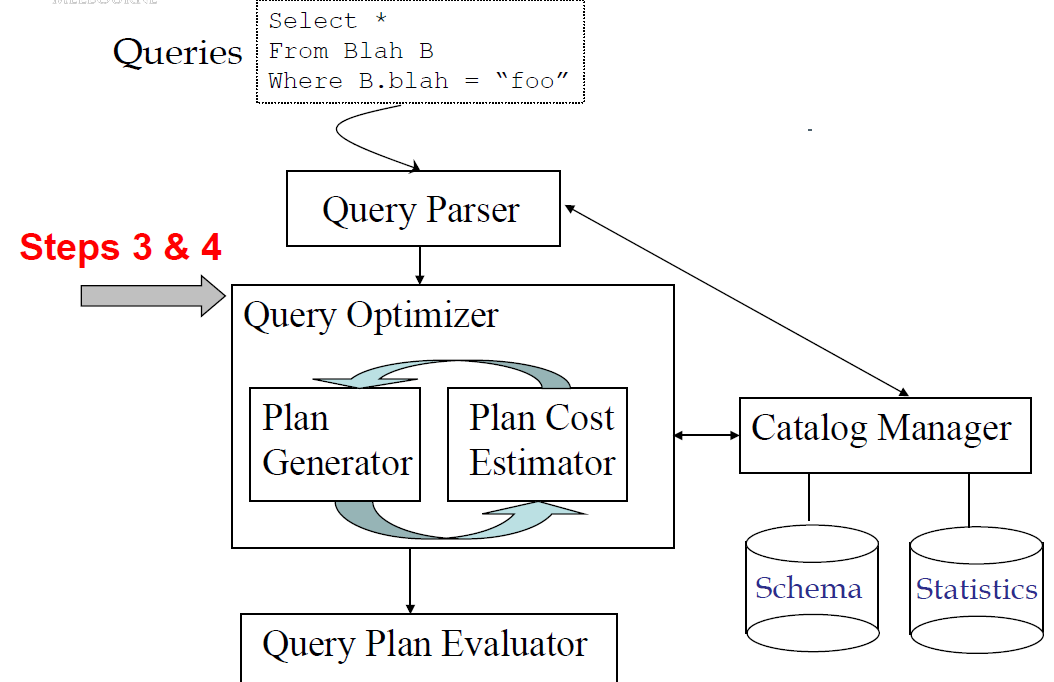 Queries
Select *
From Blah B
Where B.blah = “foo”
Query Parser
Steps 3 & 4
Query Optimizer
Plan
Generator
Plan Cost
Estimator
Catalog Manager
Schema
Statistics
Query Plan Evaluator